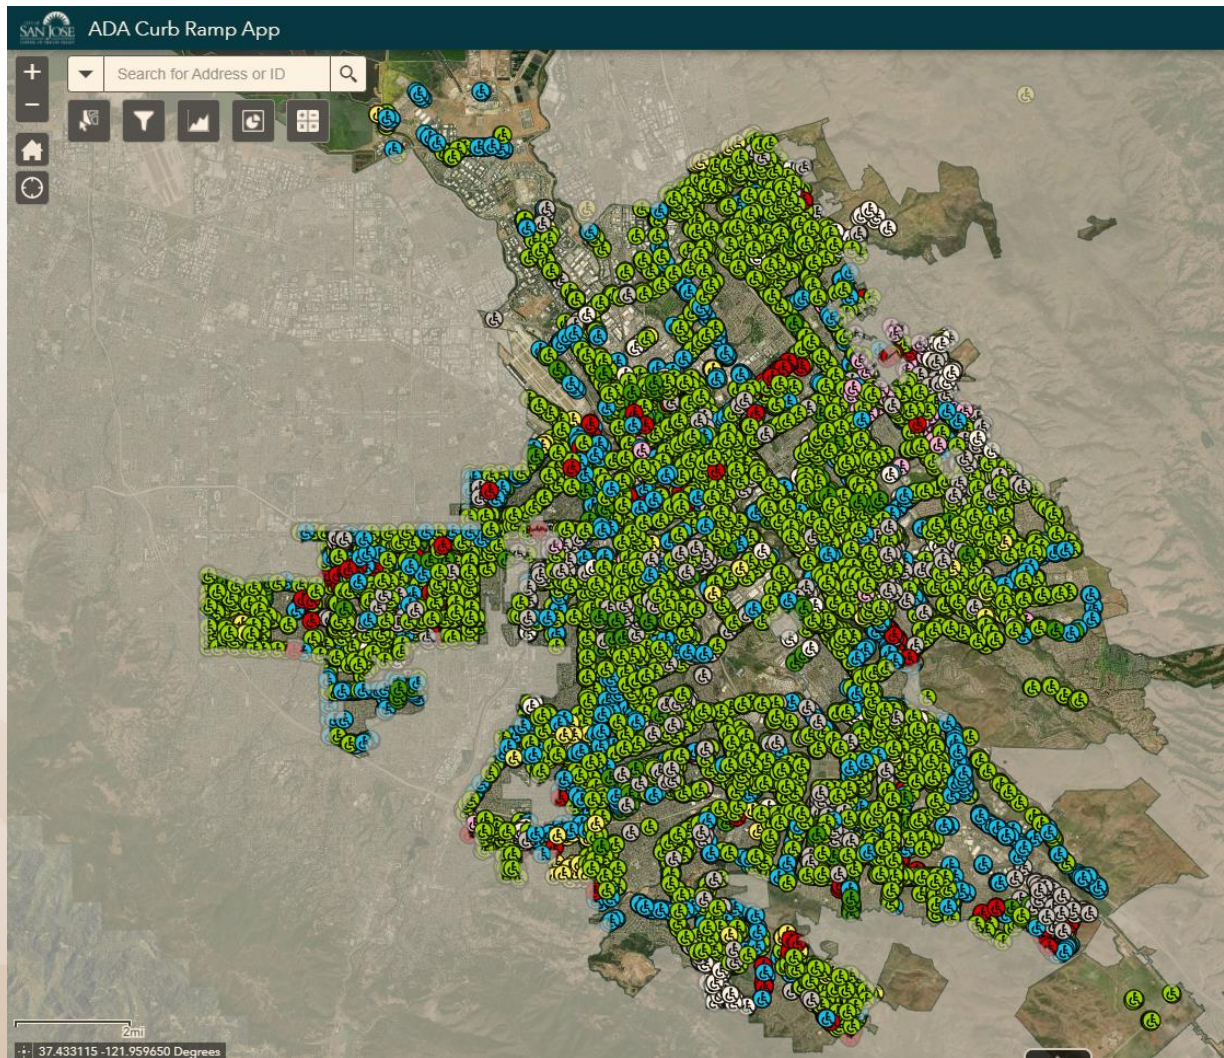 SAN JOSE
ADA Curb Ramp App
+
Search for Address or ID
−
2mi
37.433115 -121.959650 Degrees